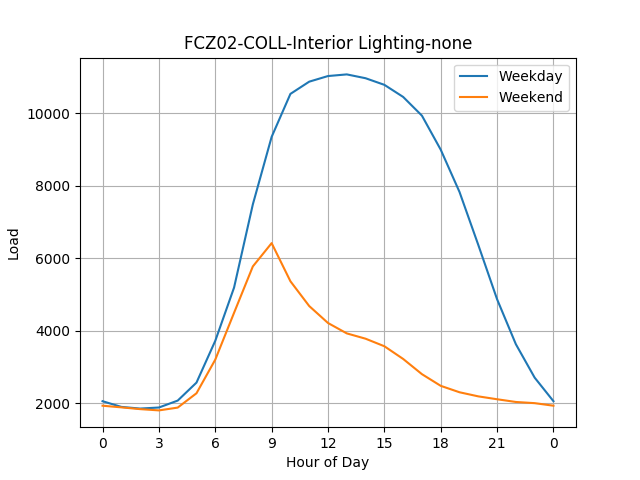 FCZ02-COLL-Interior Lighting-none
Weekday
Weekend
10000
8000
6000
4000
2000
Load
0 3 6 9 12 15 18 21 0
Hour of Day